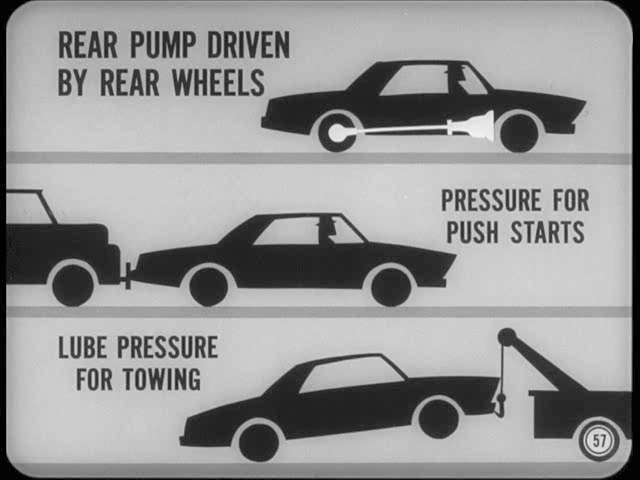 REAR PUMP DRIVEN
BY REAR WHEELS
PRESSURE FOR
PUSH STARTS
LUBE PRESSURE
FOR TOWING
57